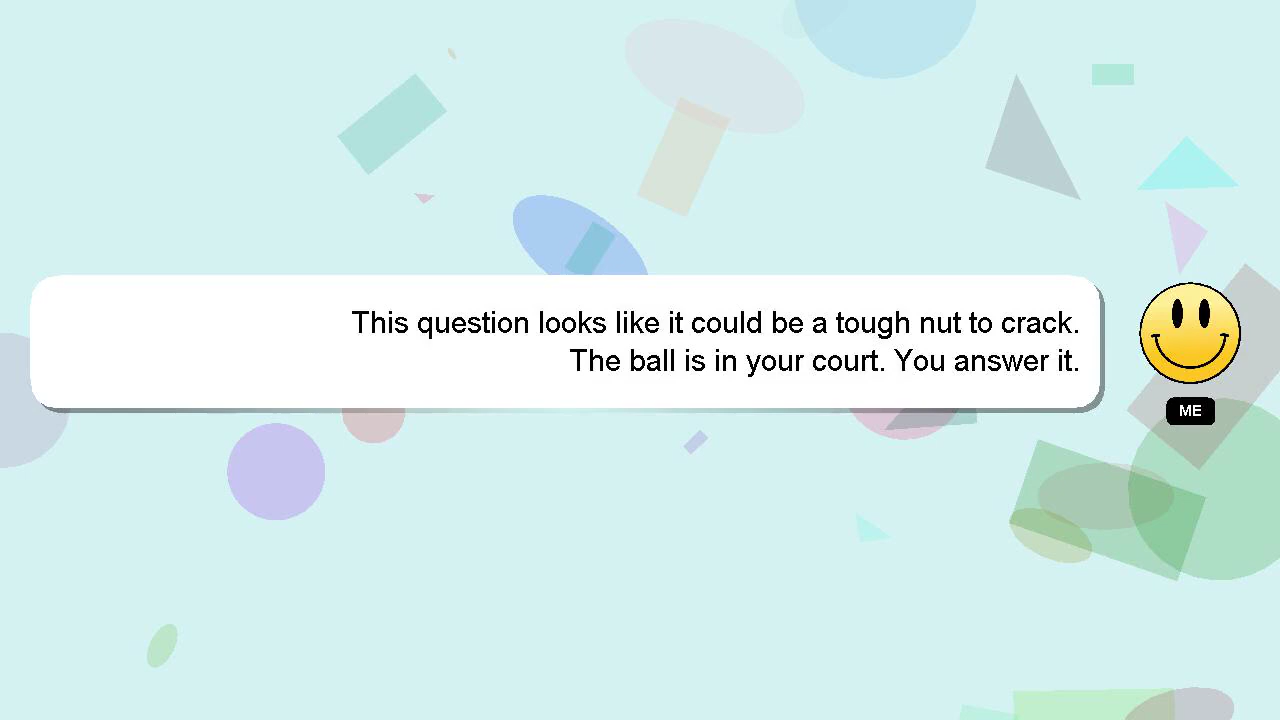 This question looks like it could be a tough nut to crack.
The ball is in your court. You answer it.
ME